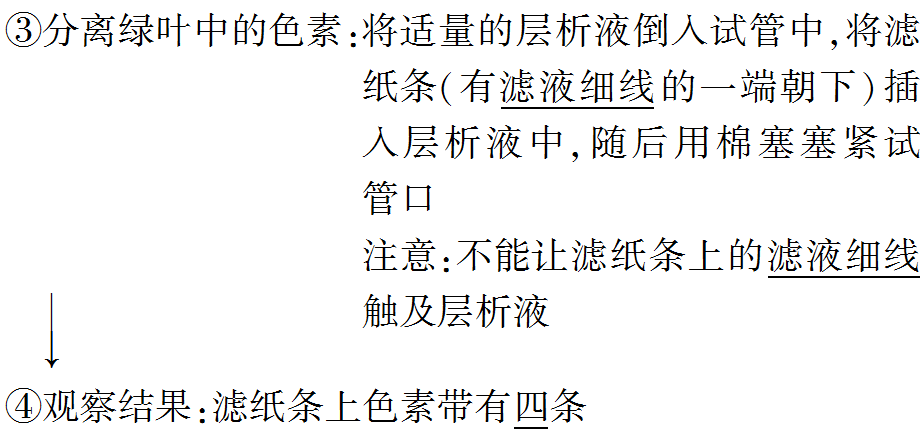 ③分离绿叶中的色素:将适量的层析液倒入试管中,将滤
纸条(有滤液细线的一端朝下)插
入层析液中,随后用棉塞塞紧试
管口
注意:不能让滤纸条上的滤液细线
触及层析液
④观察结果:滤纸条上色素带有四条